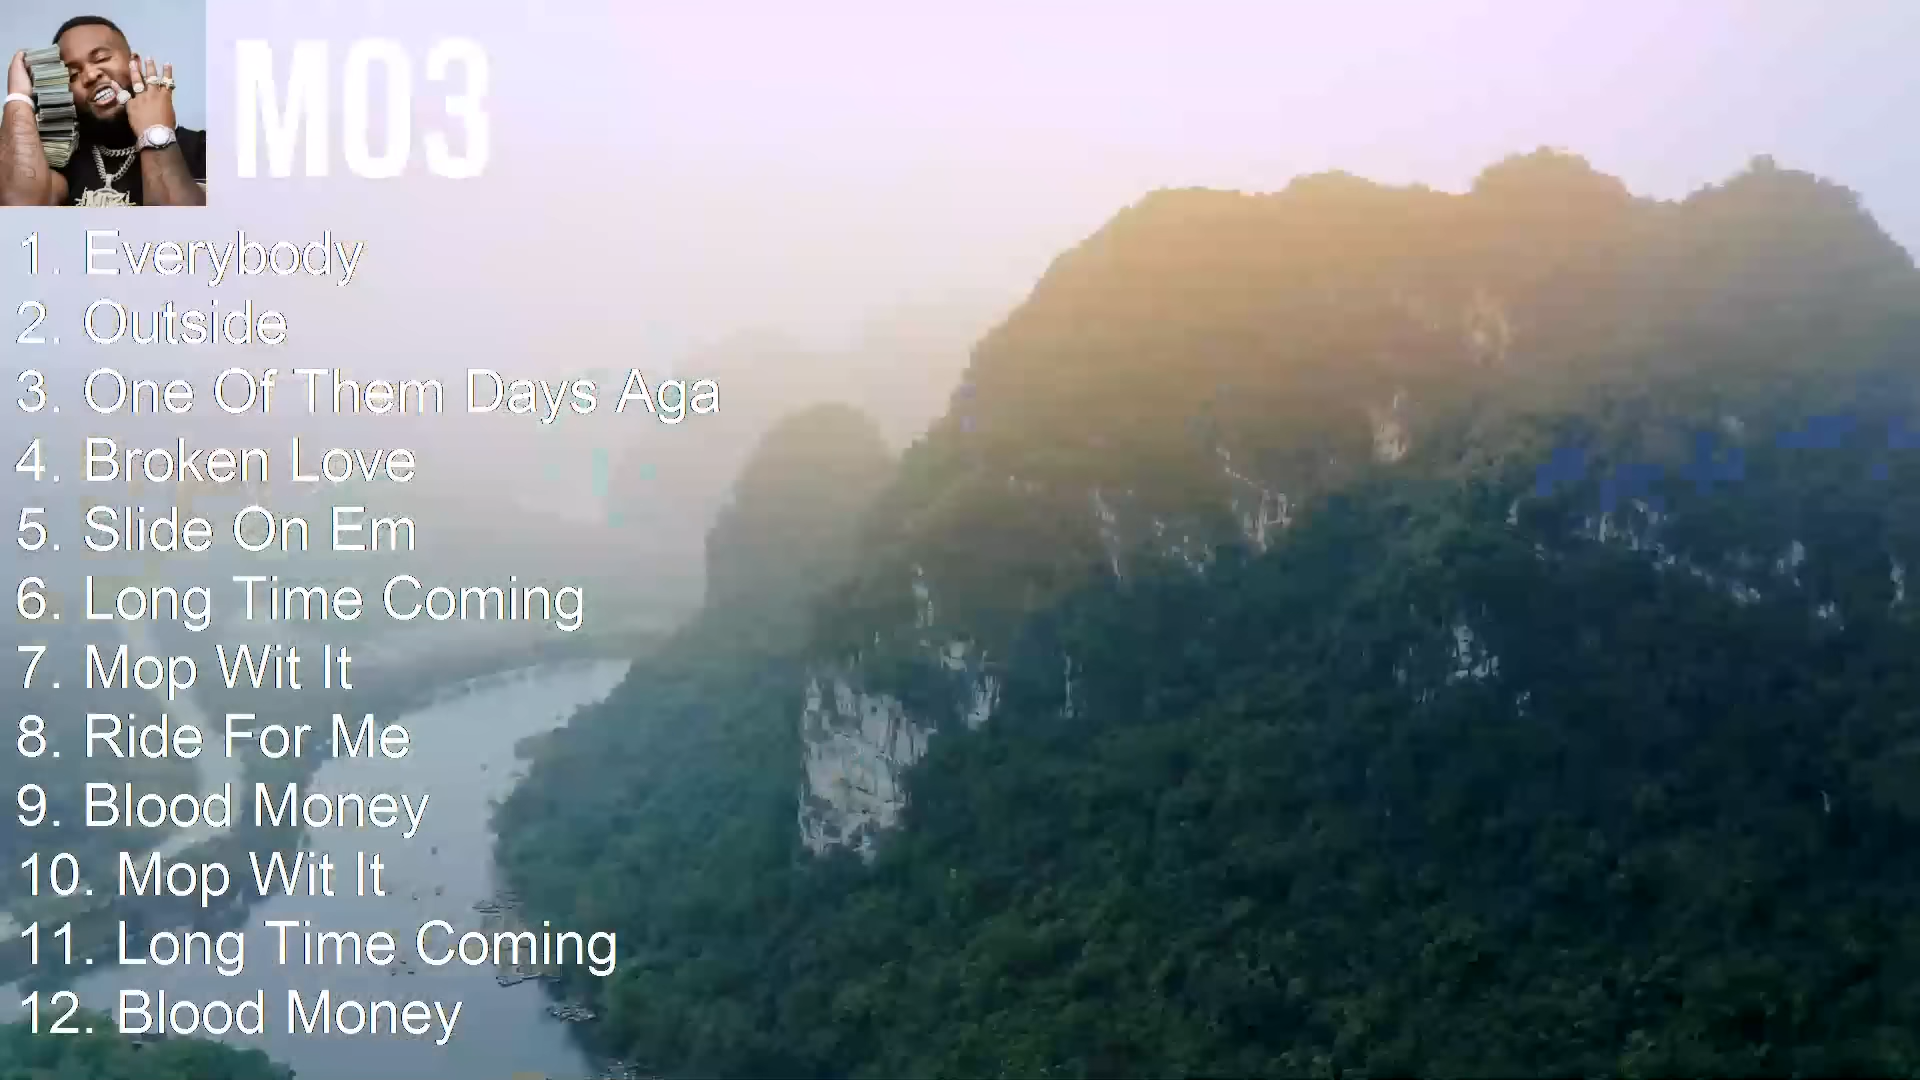 MO3
1. Everybody
2. Outside
3. One Of Them Days Aga
4. Broken Love
5. Slide On Em
6. Long Time Coming
7. Mop Wit It
8. Ride For Me
9. Blood Money
10. Mop Wit It
11. Long Time Coming
12. Blood Money